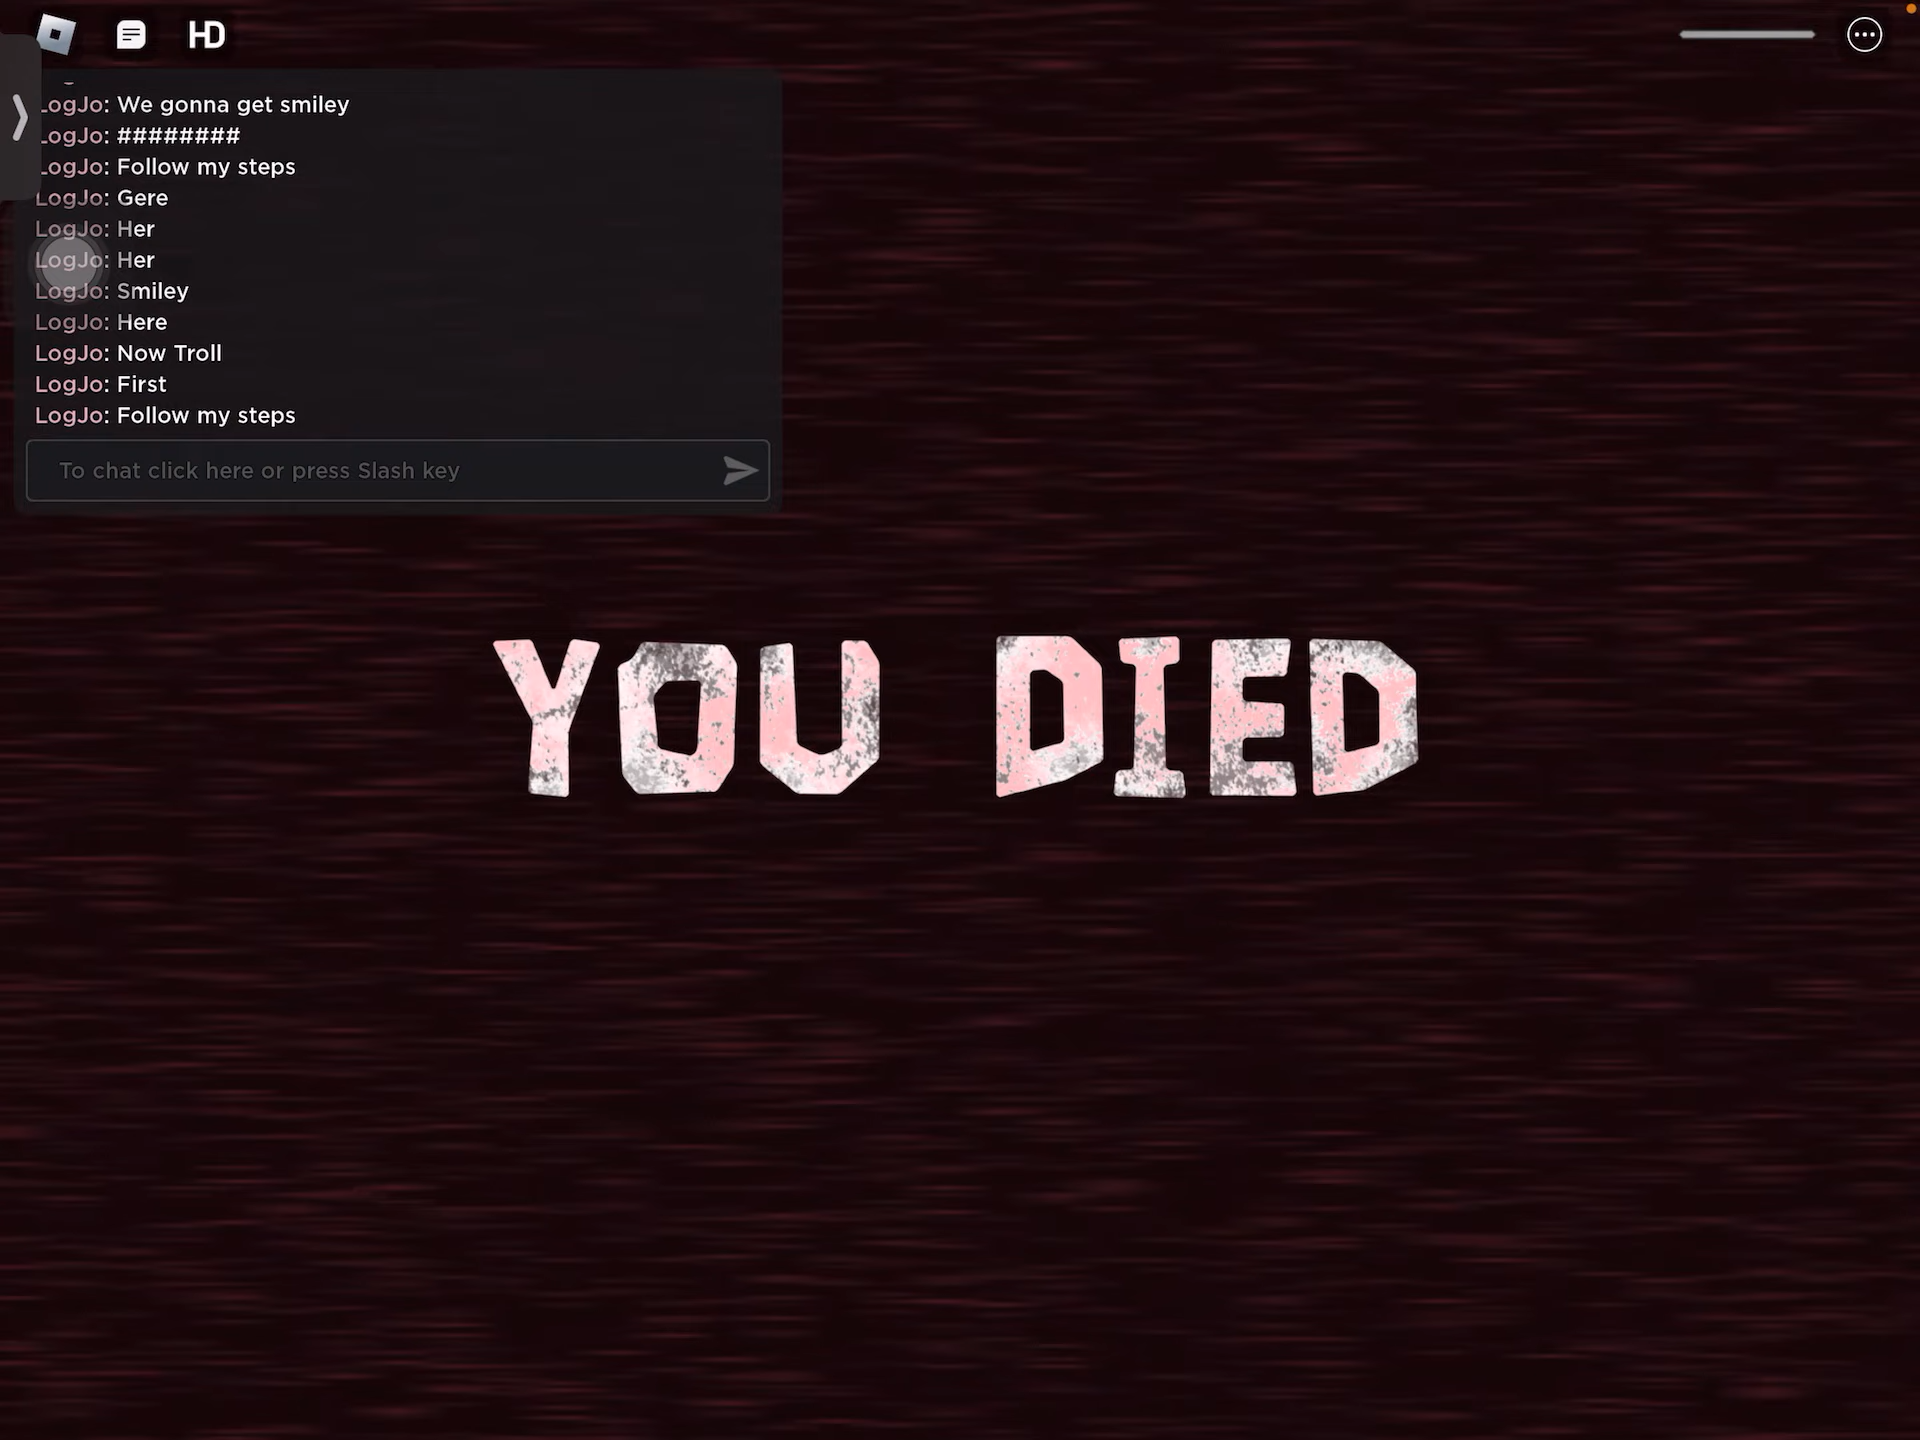 HD
LogJo: We gonna get smiley
LogJo: ########
LogJo: Follow my steps
LogJo: Gere
LogJo: Her
LogJo: Her
LogJo: Smiley
LogJo: Here
LogJo: Now Troll
LogJo: First
LogJo: Follow my steps
To chat click here or press Slash key
YOU DIED